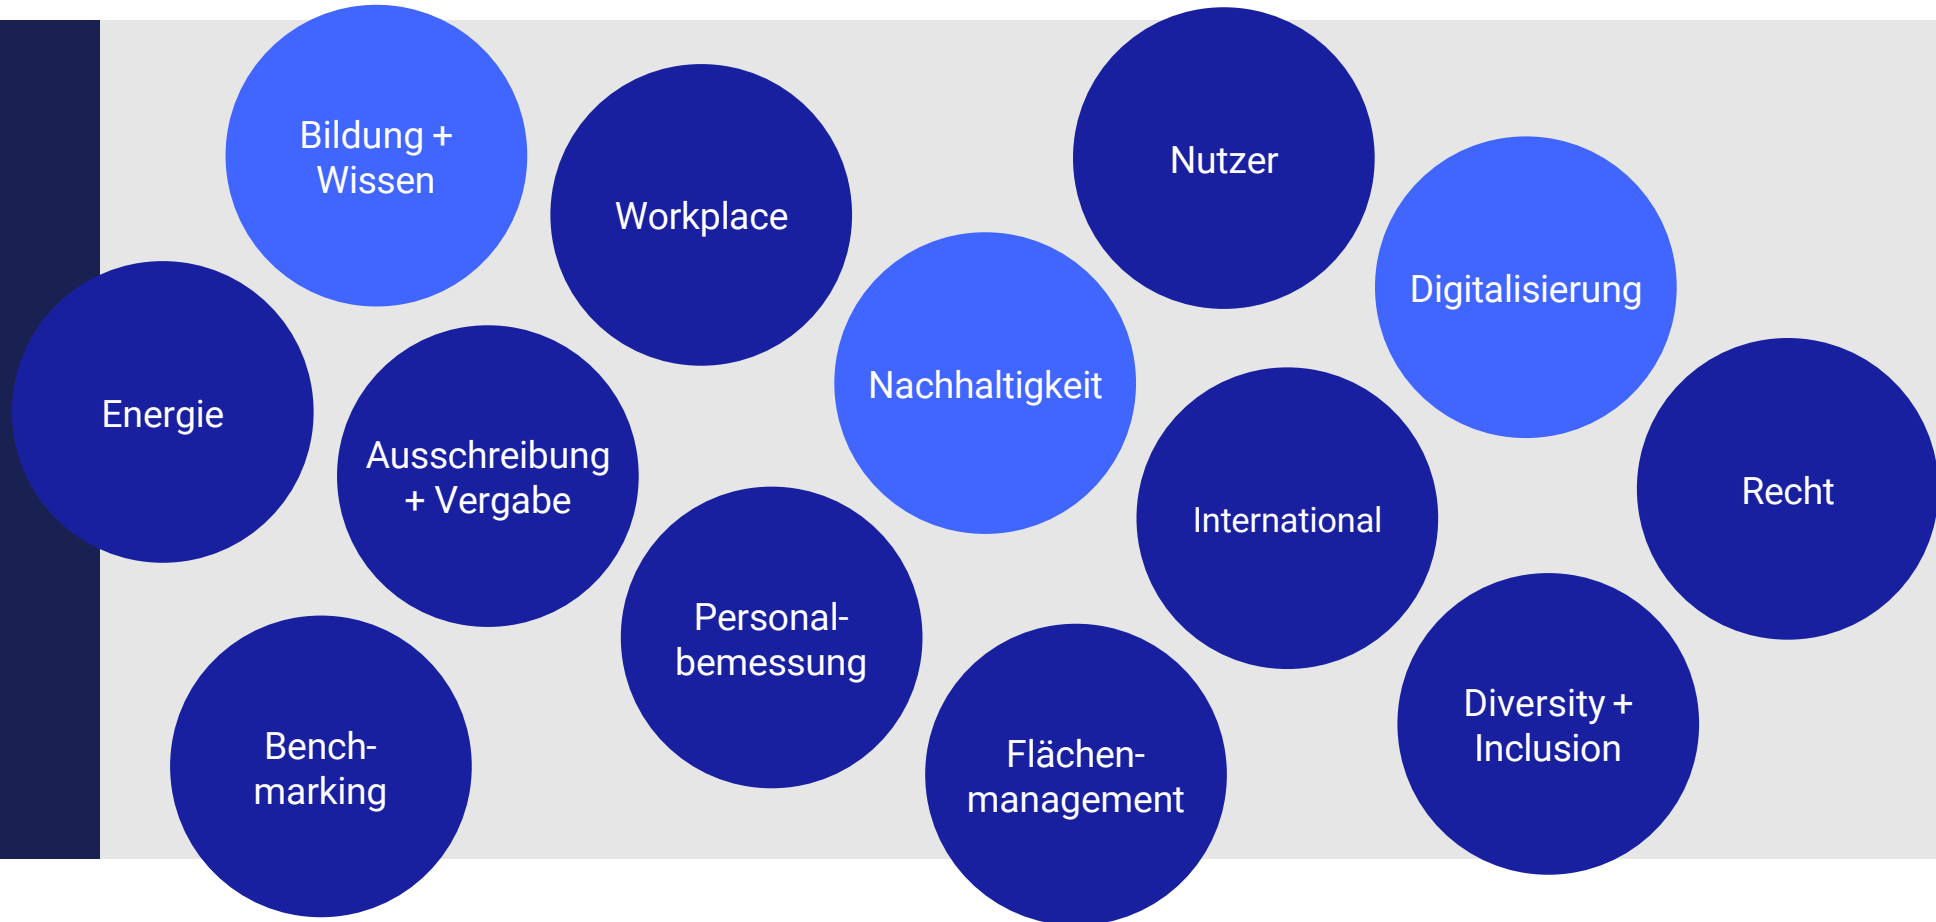 Bildung +
Wissen
Workplace
Nutzer
Digitalisierung
Energie
Ausschreibung
+ Vergabe
Nachhaltigkeit
International
Recht
Personal-
bemessung
Bench-
marking
Flächen-
management
Diversity +
Inclusion